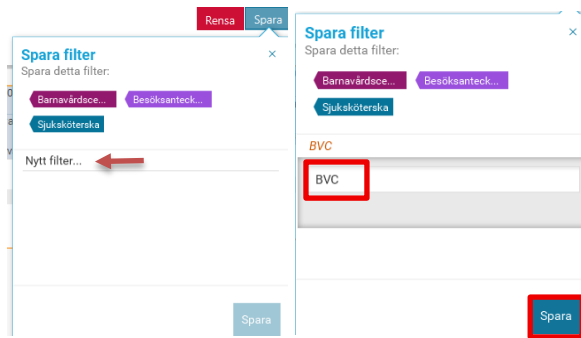 Rensa Spara
Spara filter ×
Spara detta filter:
Barnavårdsce... Besöksanteck...
Sjuksköterska
Nytt filter...
Spara
Spara filter ×
Spara detta filter:
Barnavårdsce... Besöksanteck...
Sjuksköterska
BVC
BVC
Spara